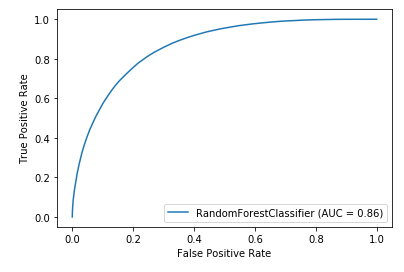 1.0
0.8
0.6
0.4
0.2
0.0
True Positive Rate
RandomForestClassifier (AUC = 0.86)
0.0 0.2 0.4 0.6 0.8 1.0
False Positive Rate